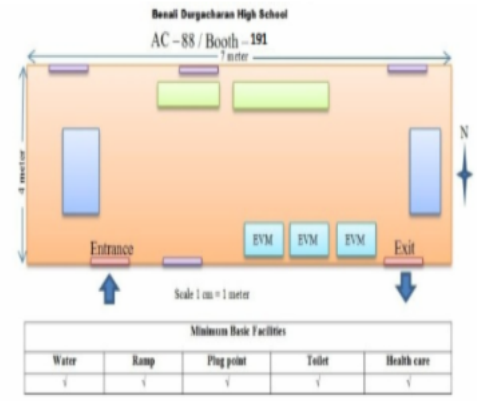 Benali Durgacharan High School
AC – 88 / Booth – 191
7 meter
4 meter
N
EVM EVM EVM
Entrance Exit
Scale 1 cm = 1 meter
Minimum Basic Facilities
Water Ramp Plug point Toilet Health care
√ √ √ √ √